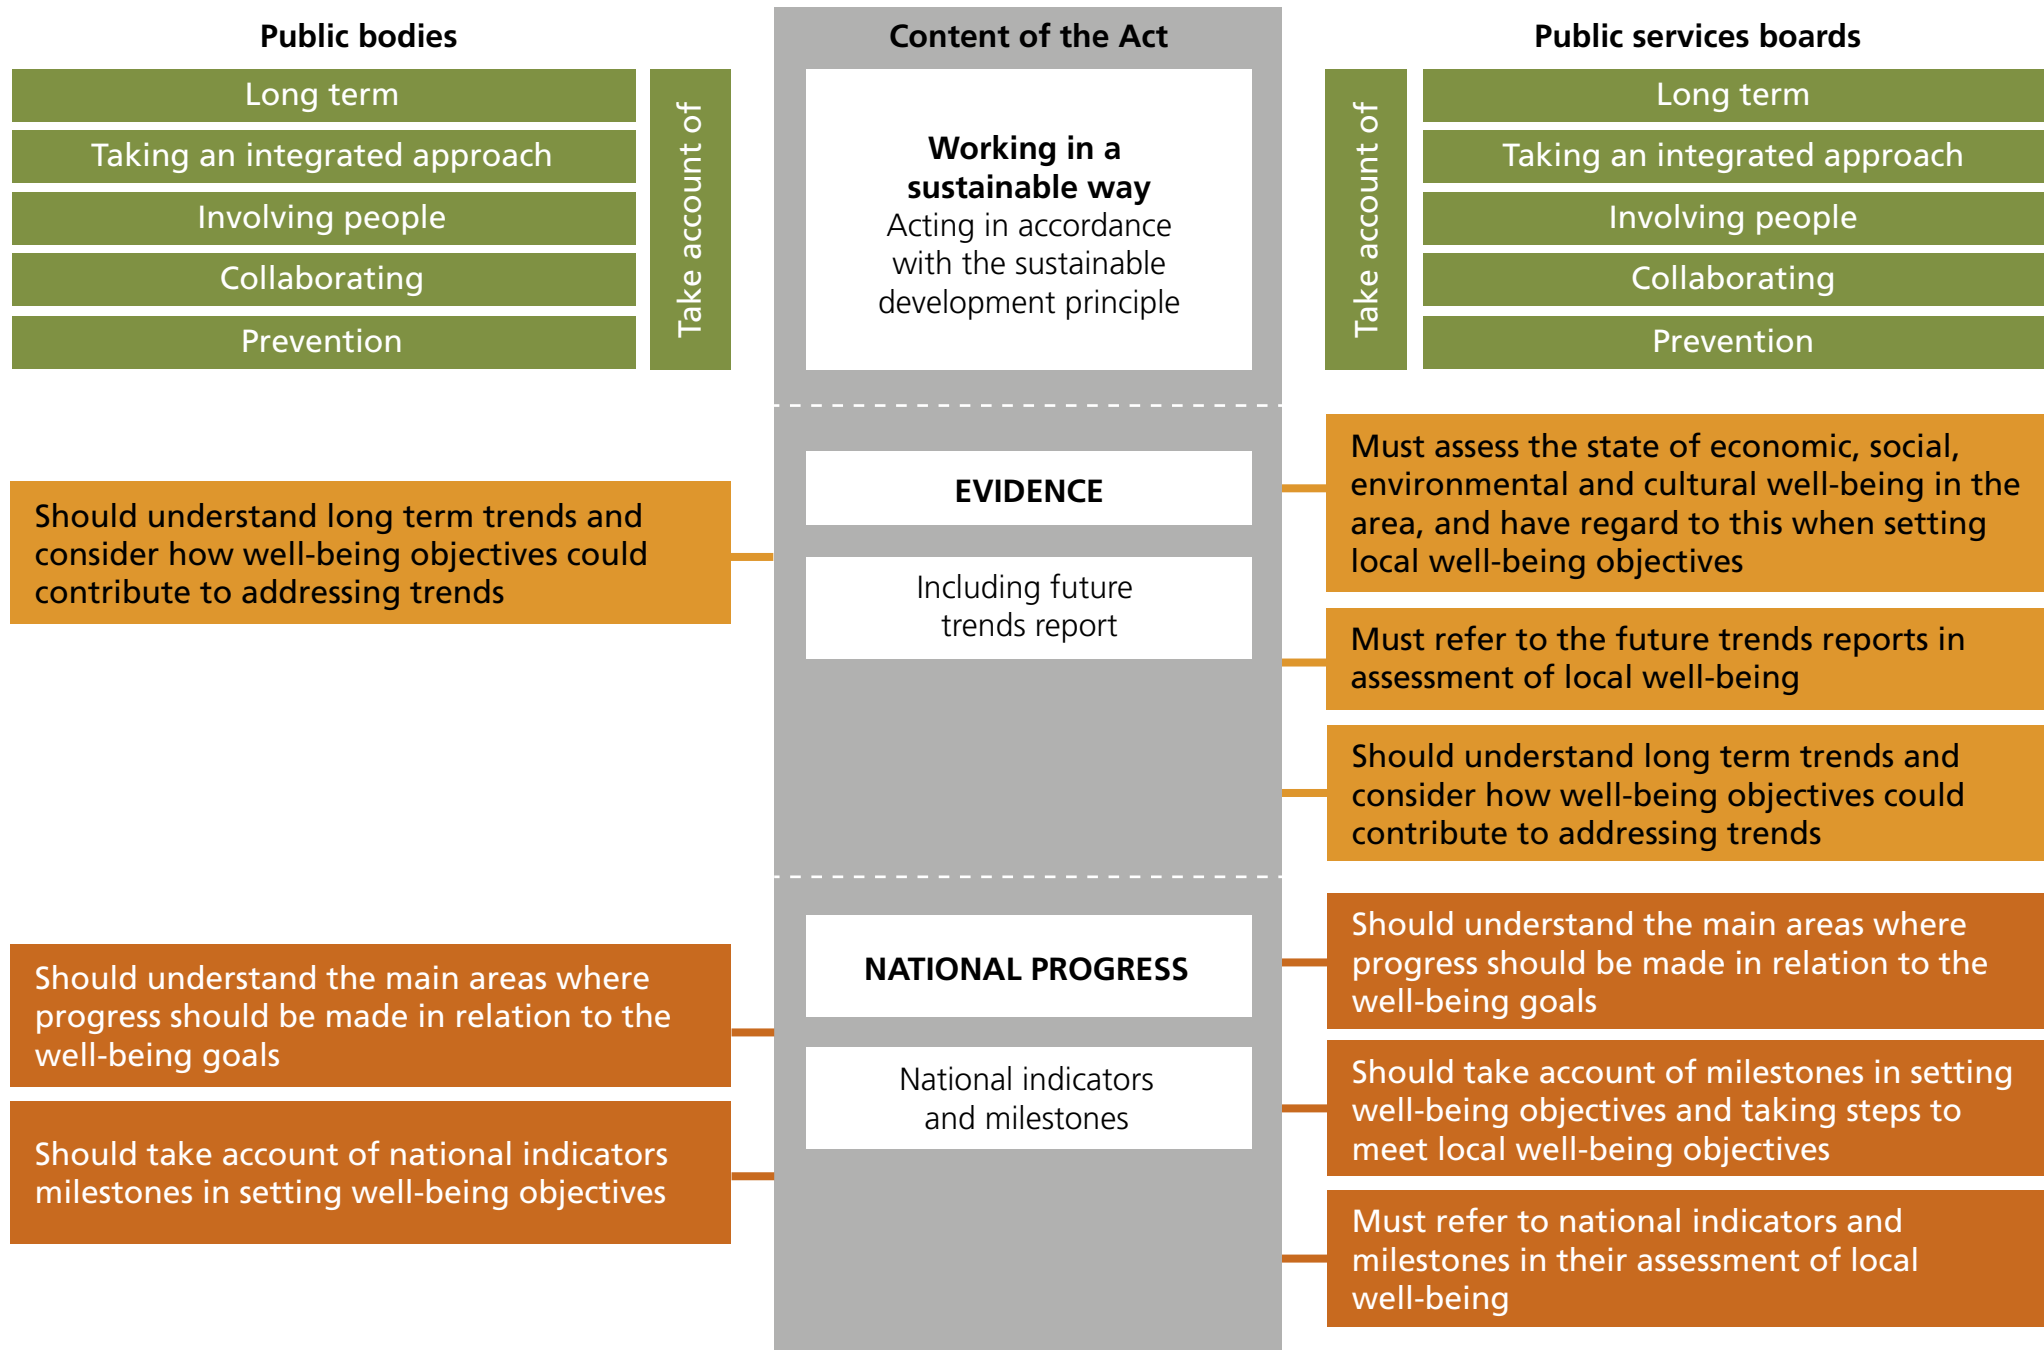 Public bodies
Long term
Taking an integrated approach
Involving people
Collaborating
Prevention
Take account of
Should understand long term trends and
consider how well-being objectives could
contribute to addressing trends
Should understand the main areas where
progress should be made in relation to the
well-being goals
Should take account of national indicators
milestones in setting well-being objectives
Content of the Act
Working in a
sustainable way
Acting in accordance
with the sustainable
development principle
EVIDENCE
Including future
trends report
NATIONAL PROGRESS
National indicators
and milestones
Public services boards
Take account of
Long term
Taking an integrated approach
Involving people
Collaborating
Prevention
Must assess the state of economic, social,
environmental and cultural well-being in the
area, and have regard to this when setting
local well-being objectives
Must refer to the future trends reports in
assessment of local well-being
Should understand long term trends and
consider how well-being objectives could
contribute to addressing trends
Should understand the main areas where
progress should be made in relation to the
well-being goals
Should take account of milestones in setting
well-being objectives and taking steps to
meet local well-being objectives
Must refer to national indicators and
milestones in their assessment of local
well-being